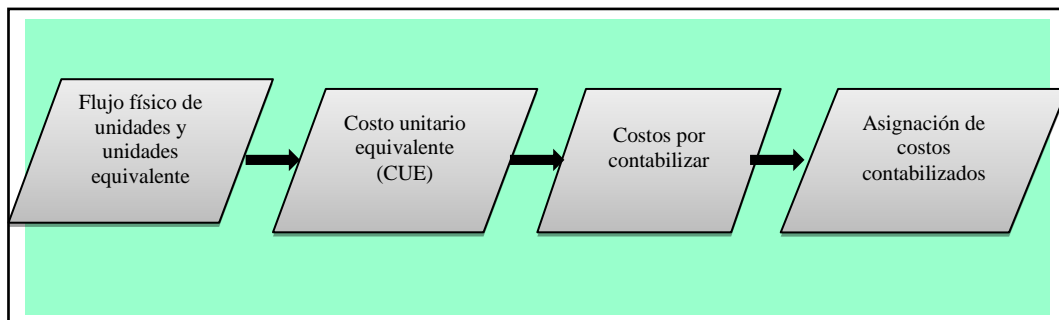 Flujo físico de
unidades y
unidades
equivalente
Costo unitario
equivalente
(CUE)
Costos por
contabilizar
Asignación de
costos
contabilizados